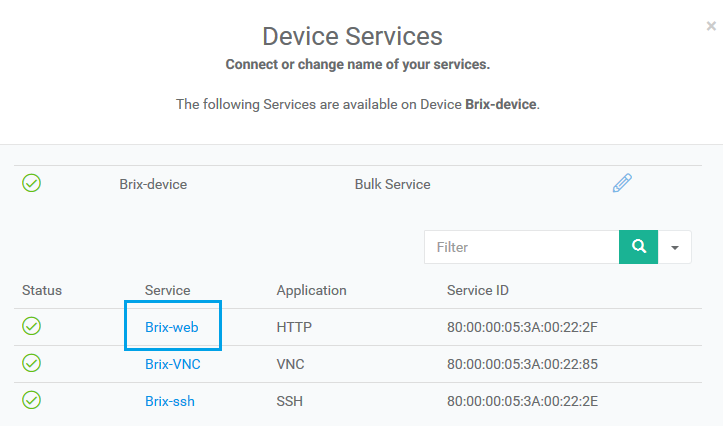 Device Services
×
Connect or change name of your services.
The following Services are available on Device Brix-device.
Brix-device Bulk Service
Filter
Status Service Application Service ID
Brix-web HTTP 80:00:00:05:3A:00:22:2F
Brix-VNC VNC 80:00:00:05:3A:00:22:85
Brix-ssh SSH 80:00:00:05:3A:00:22:2E